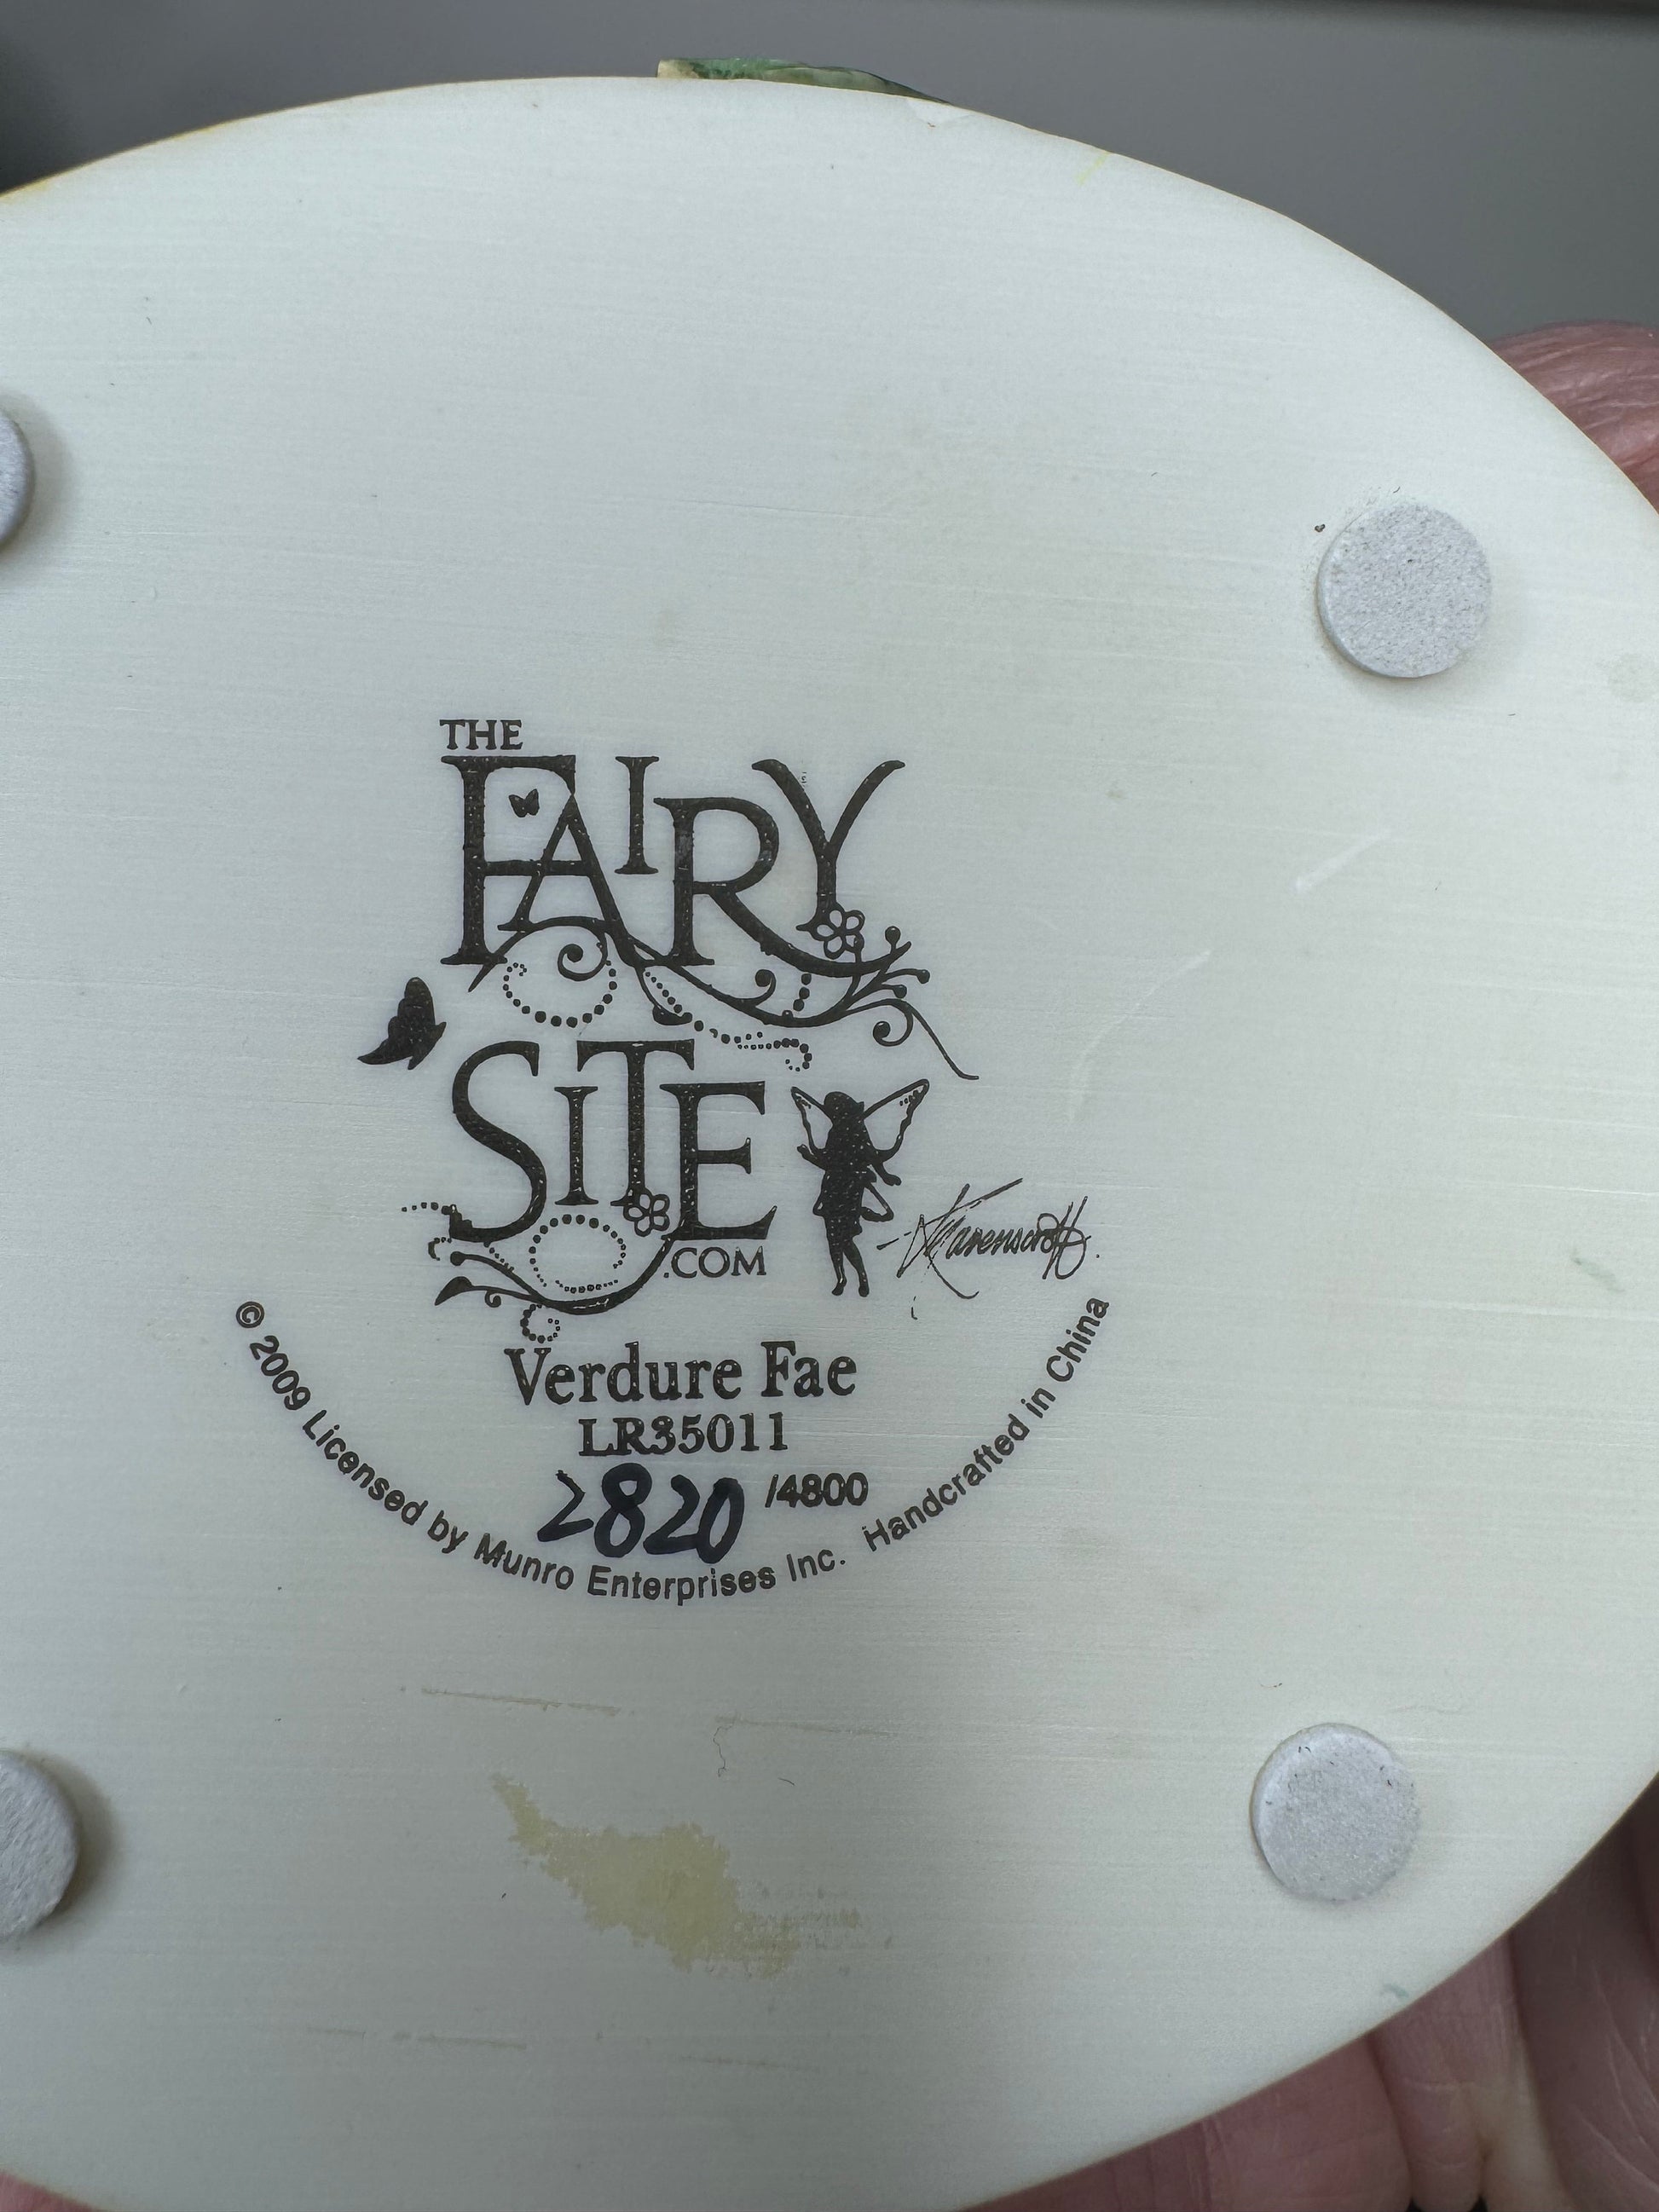 THE
FAIRY
SITE
.COM
Verdure Fae
LR35011
2820 /4800
© 2009 Licensed by Munro Enterprises Inc. Handcrafted in China